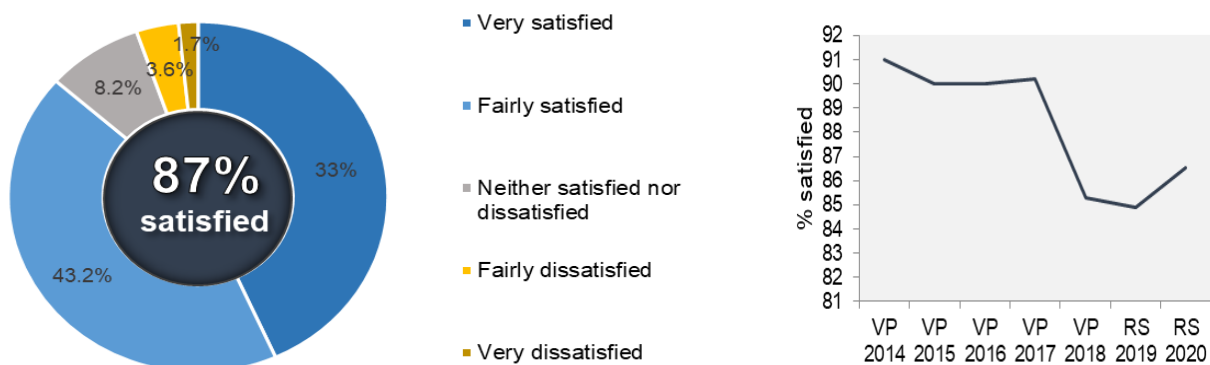 1.7%
3.6%
8.2%
33%
43.2%
87%
satisfied
Very satisfied
Fairly satisfied
Neither satisfied nor
dissatisfied
Fairly dissatisfied
Very dissatisfied
% satisfied
92
91
90
89
88
87
86
85
84
83
82
81
VP VP VP VP VP RS RS
2014 2015 2016 2017 2018 2019 2020